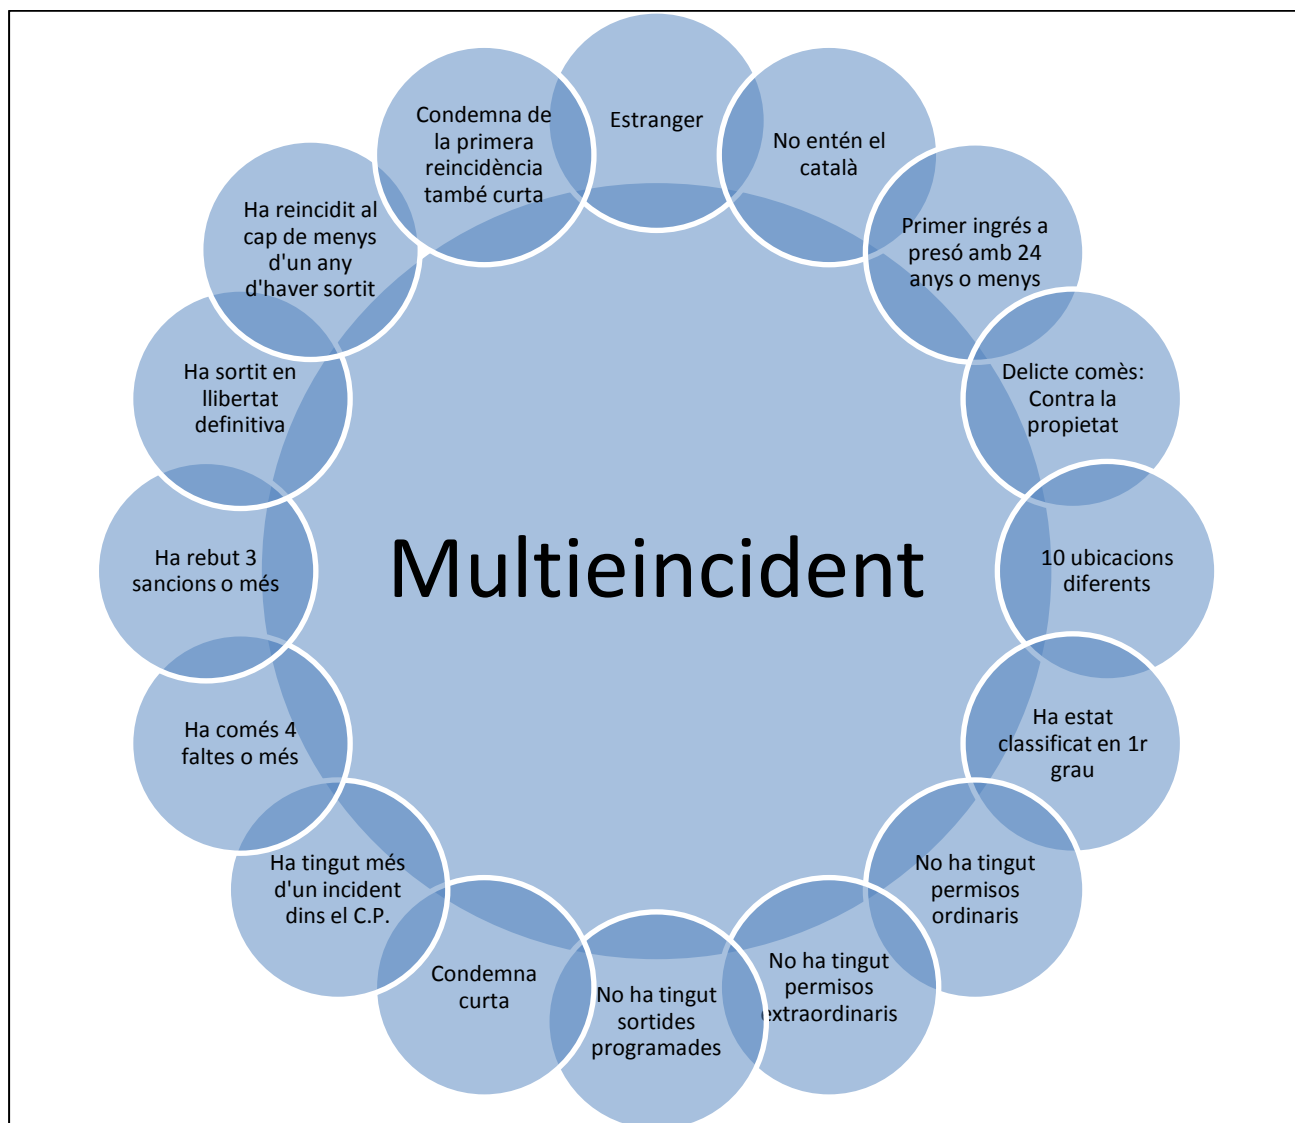 Estranger
No entén el
català
Primer ingrés a
presó amb 24
anys o menys
Delicte comès:
Contra la
propietat
10 ubicacions
diferents
Ha estat
classificat en 1r
grau
No ha tingut
permisos
ordinaris
No ha tingut
permisos
extraordinaris
No ha tingut
sortides
programades
Condemna
curta
Ha tingut més
d'un incident
dins el C.P.
Ha comés 4
faltes o més
Ha rebut 3
sancions o més
Ha sortit en
llibertat
definitiva
Ha reincidit al
cap de menys
d'un any
d'haver sortit
Condemna de
la primera
reincidència
també curta
Multieincident